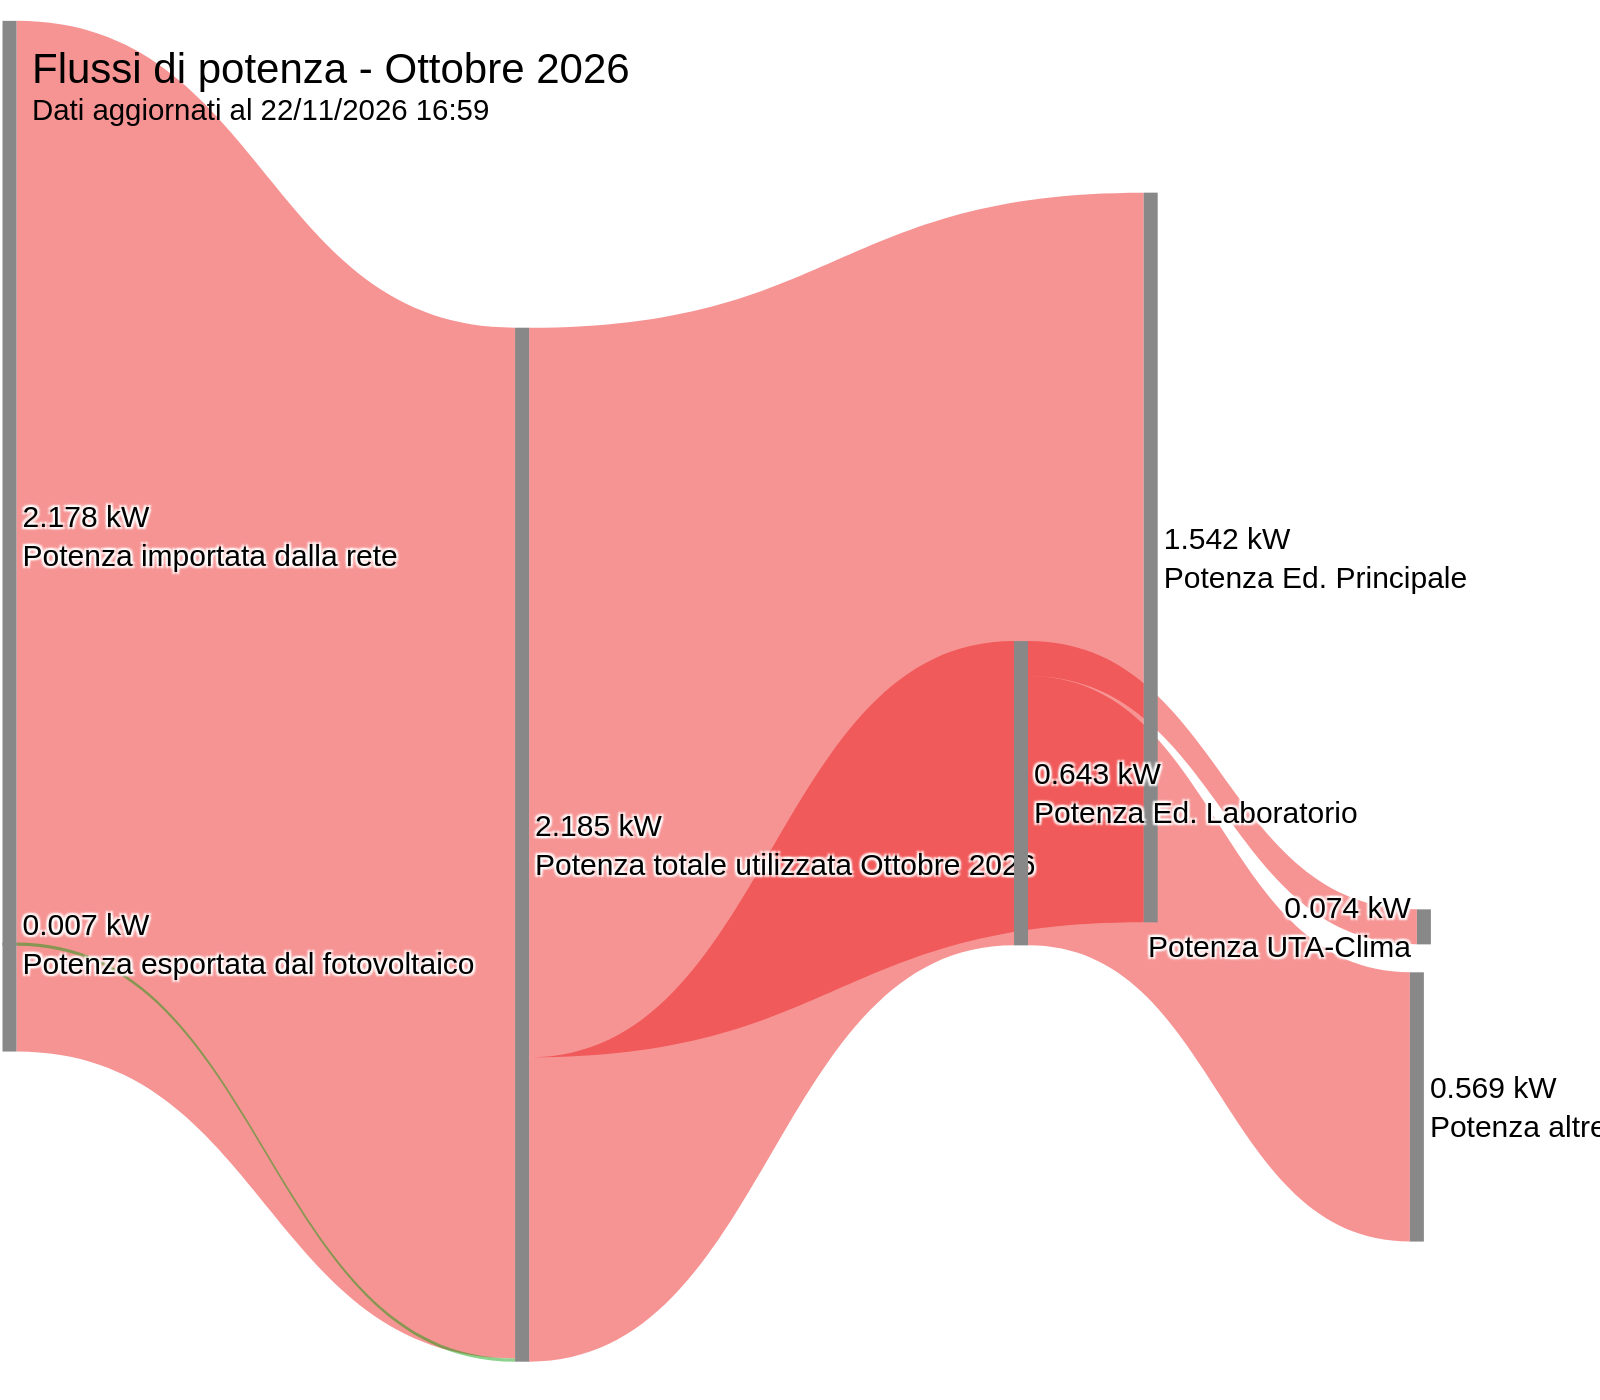 Flussi di potenza - Ottobre 2026
Dati aggiornati al 22/11/2026 16:59
2.178 kW
Potenza importata dalla rete
0.007 kW
Potenza esportata dal fotovoltaico
2.185 kW
Potenza totale utilizzata Ottobre 2026
1.542 kW
Potenza Ed. Principale
0.643 kW
Potenza Ed. Laboratorio
0.074 kW
Potenza UTA-Clima
0.569 kW
Potenza altre